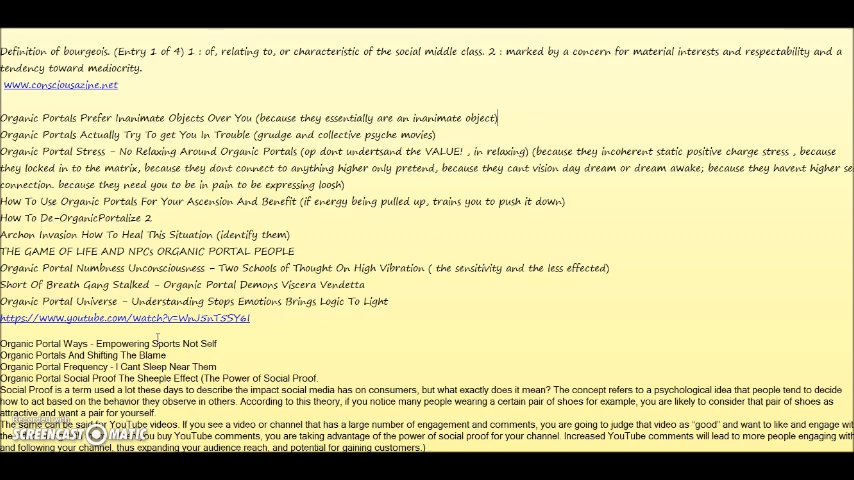 Definition of bourgeois. (Entry 1 of 4) 1 : of, relating to, or characteristic of the social middle class. 2 : marked by a concern for material interests and respectability and a
tendency toward mediocrity.
www.consciousazine.net
Organic Portals Prefer Inanimate Objects Over You (because they essentially are an inanimate object)
Organic Portals Actually Try To get You In Trouble (grudge and collective psyche movies)
Organic Portal Stress - No Relaxing Around Organic Portals (op dont undertsand the VALUE! , in relaxing) (because they incoherent static positive charge stress , because
they locked in to the matrix, because they dont connect to anything higher only pretend, because they cant vision day dream or dream awake; because they havent higher se
connection. because they need you to be in pain to be expressing loosh)
How To Use Organic Portals For Your Ascension And Benefit (if energy being pulled up, trains you to push it down)
How To De-OrganicPortalize 2
Archon Invasion How To Heal This Situation (identify them)
THE GAME OF LIFE AND NPCs ORGANIC PORTAL PEOPLE
Organic Portal Numbness Unconsciousness - Two Schools of Thought On High Vibration ( the sensitivity and the less effected)
Short Of Breath Gang Stalked - Organic Portal Demons Viscera Vendetta
Organic Portal Universe - Understanding Stops Emotions Brings Logic To Light
https://www.youtube.com/watch?v=WnJ5nT5SY6I
Organic Portal Ways - Empowering Sports Not Self
Organic Portals And Shifting The Blame
Organic Portal Frequency - I Cant Sleep Near Them
Organic Portal Social Proof The Sheeple Effect (The Power of Social Proof.
Social Proof is a term used a lot these days to describe the impact social media has on consumers, but what exactly does it mean? The concept refers to a psychological idea that people tend to decide
how to act based on the behavior they observe in others. According to this theory, if you notice many people wearing a certain pair of shoes for example, you are likely to consider that pair of shoes as
attractive and want a pair for yourself.
The same can be said for YouTube videos. If you see a video or channel that has a large number of engagement and comments, you are going to judge that video as "good" and want to like and engage wit
you buy YouTube comments, you are taking advantage of the power of social proof for your channel. Increased YouTube comments will lead to more people engaging with
and following your channel, thus expanding your audience reach, and potential for gaining customers.)
SCREENCAST MATIC